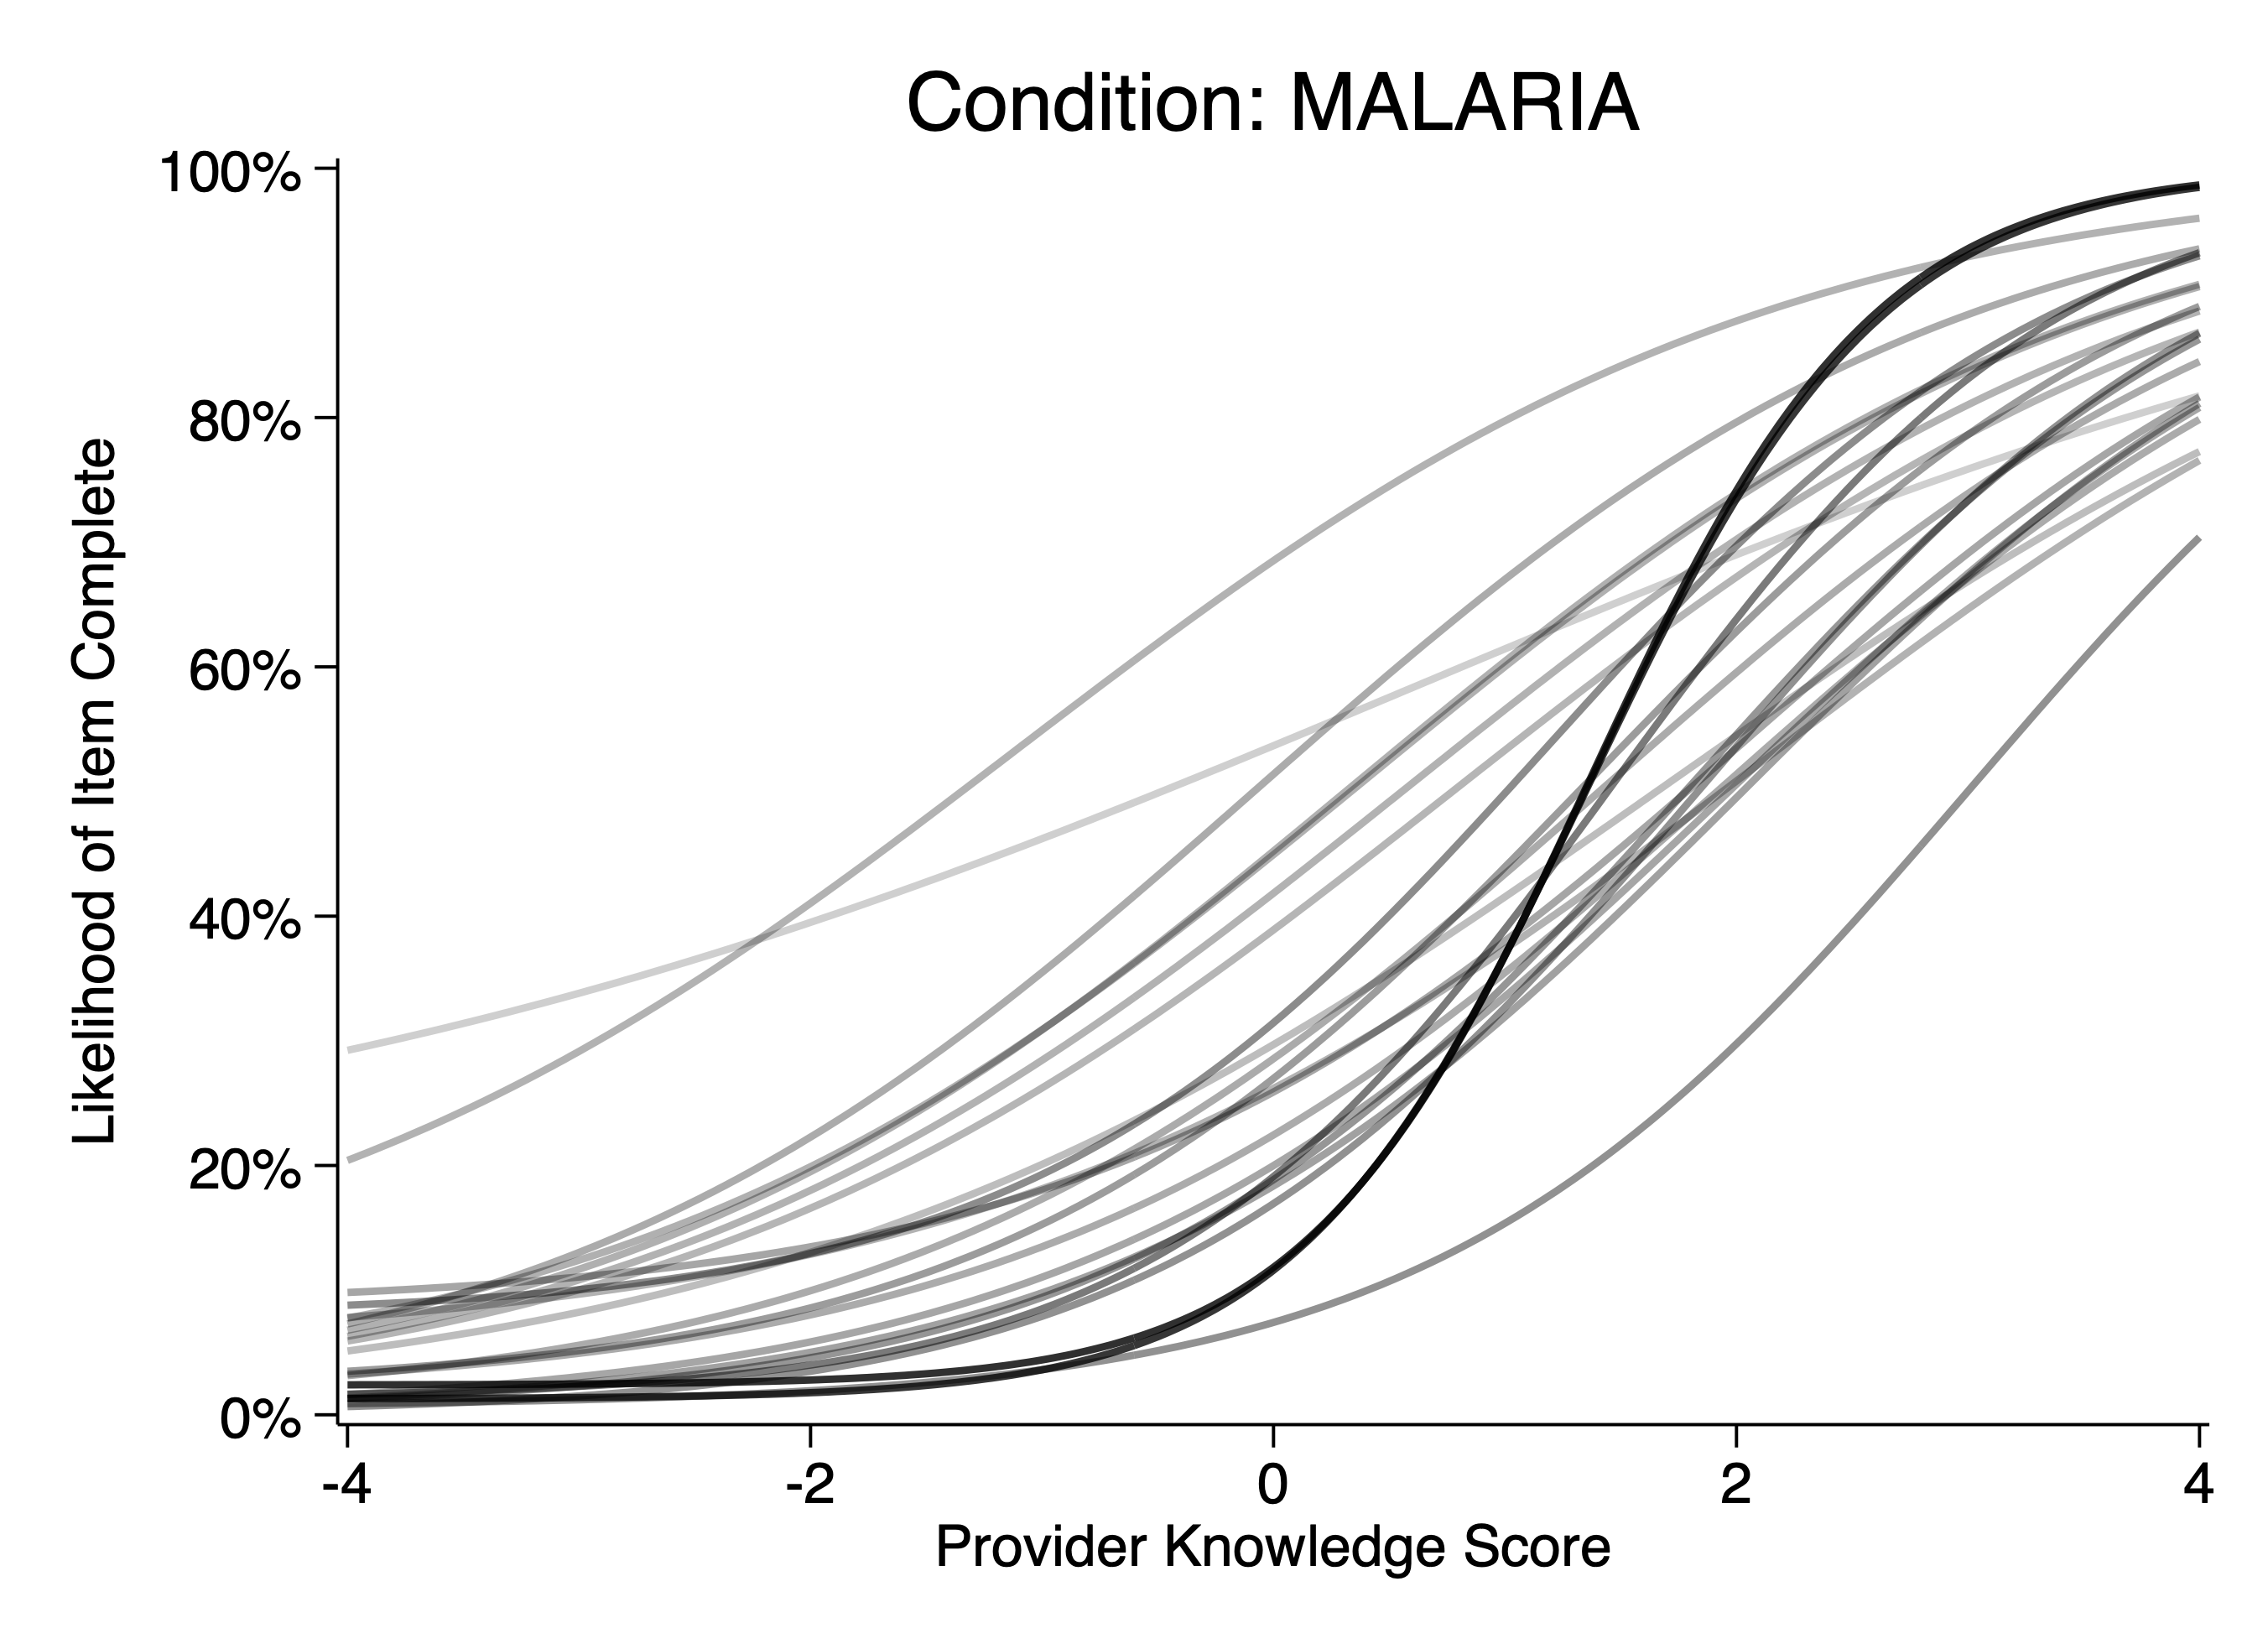 Condition: MALARIA
100%
80%
60%
40%
20%
0%
Likelihood of Item Complete
-4 -2 0 2 4
Provider Knowledge Score